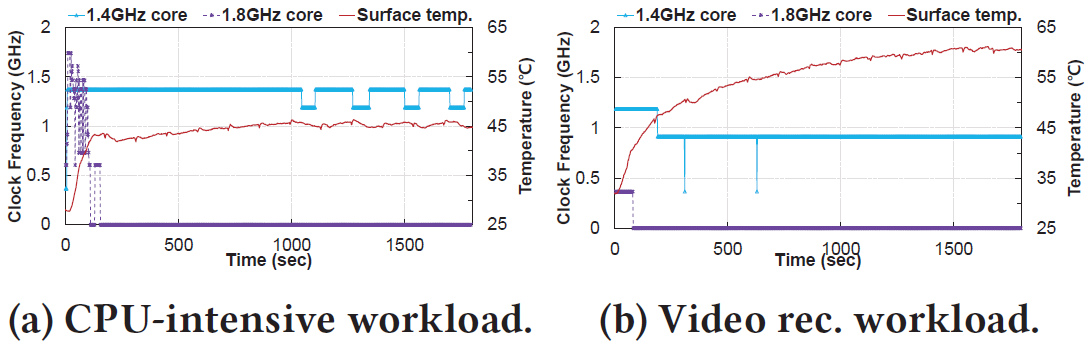 1.4GHz core 1.8GHz core Surface temp.
Clock Frequency (GHz)
2
1.5
1
0.5
0
65
55
45
35
25
Temperature (℃)
0 500 1000 1500
Time (sec)
(a) CPU-intensive workload.
1.4GHz core 1.8GHz core Surface temp.
Clock Frequency (GHz)
2
1.5
1
0.5
0
65
55
45
35
25
Temperature (℃)
0 500 1000 1500
Time (sec)
(b) Video rec. workload.